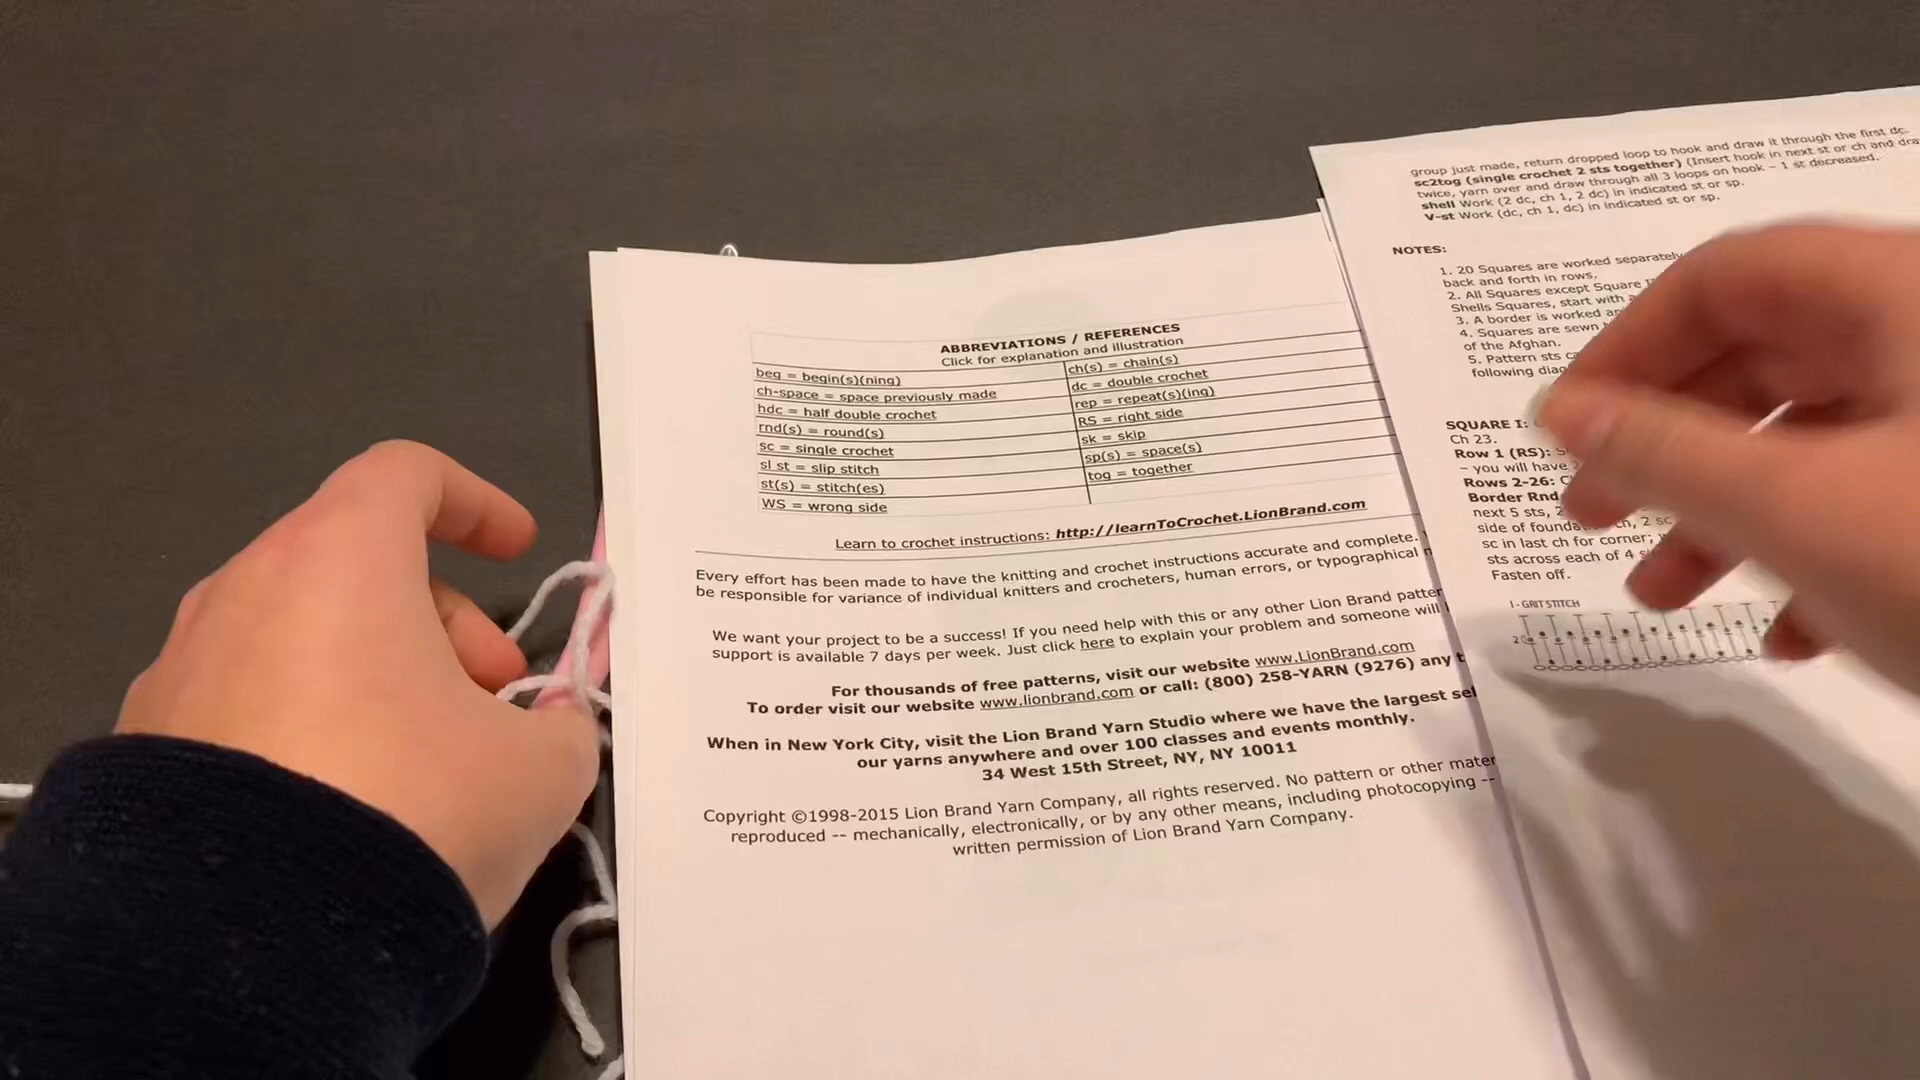 ABBREVIATIONS / REFERENCES
Click for explanation and illustration
beg = begin(s)(ning)
ch(s) = chain(s)
ch-space = space previously made
dc = double crochet
hdc = half double crochet
rep = repeat(s)(ing)
rnd(s) = round(s)
RS = right side
sc = single crochet
sk = skip
sl st = slip stitch
sp(s) = space(s)
st(s) = stitch(es)
tog = together
WS = wrong side
Learn to crochet instructions: http://learnToCrochet.LionBrand.com
Every effort has been made to have the knitting and crochet instructions accurate and complete.
be responsible for variance of individual knitters and crocheters, human errors, or typographical
We want your project to be a success! If you need help with this or any other Lion Brand
support is available 7 days per week. Just click here to explain your problem and someone will
For thousands of free patterns, visit our website www.LionBrand.com
To order visit our website www.lionbrand.com or call: (800) 258-YARN (9276) any
When in New York City, visit the Lion Brand Yarn Studio where we have the largest
our yarns anywhere and over 100 classes and events monthly.
34 West 15th Street, NY, NY 10011
Copyright ©1998-2015 Lion Brand Yarn Company, all rights reserved. No pattern or other
reproduced -- mechanically, electronically, or by any other means, including photocopying --
written permission of Lion Brand Yarn Company.
group just made, return dropped loop to hook and draw it through the first dc.
sc2tog (single crochet 2 sts together) (Insert hook in next st or ch and
twice, yarn over and draw through all 3 loops on hook – 1 st decreased.
shell Work (2 dc, ch 1, 2 dc) in indicated st or sp.
V-st Work (dc, ch 1, dc) in indicated st or sp.
NOTES:
1. 20 Squares are worked separately
back and forth in rows.
2. All Squares except Square
Shells Squares, start with
3. A border is worked
4. Squares are sewn
of the Afghan.
5. Pattern sts
following
SQUARE I:
Ch 23.
Row 1 (RS):
– you will have
Rows 2-26:
Border Rnd
next 5 sts, 2
side of ch, 2 sc
sc in last ch for corner;
sts across each of 4
Fasten off.
I - GRIT STITCH
2